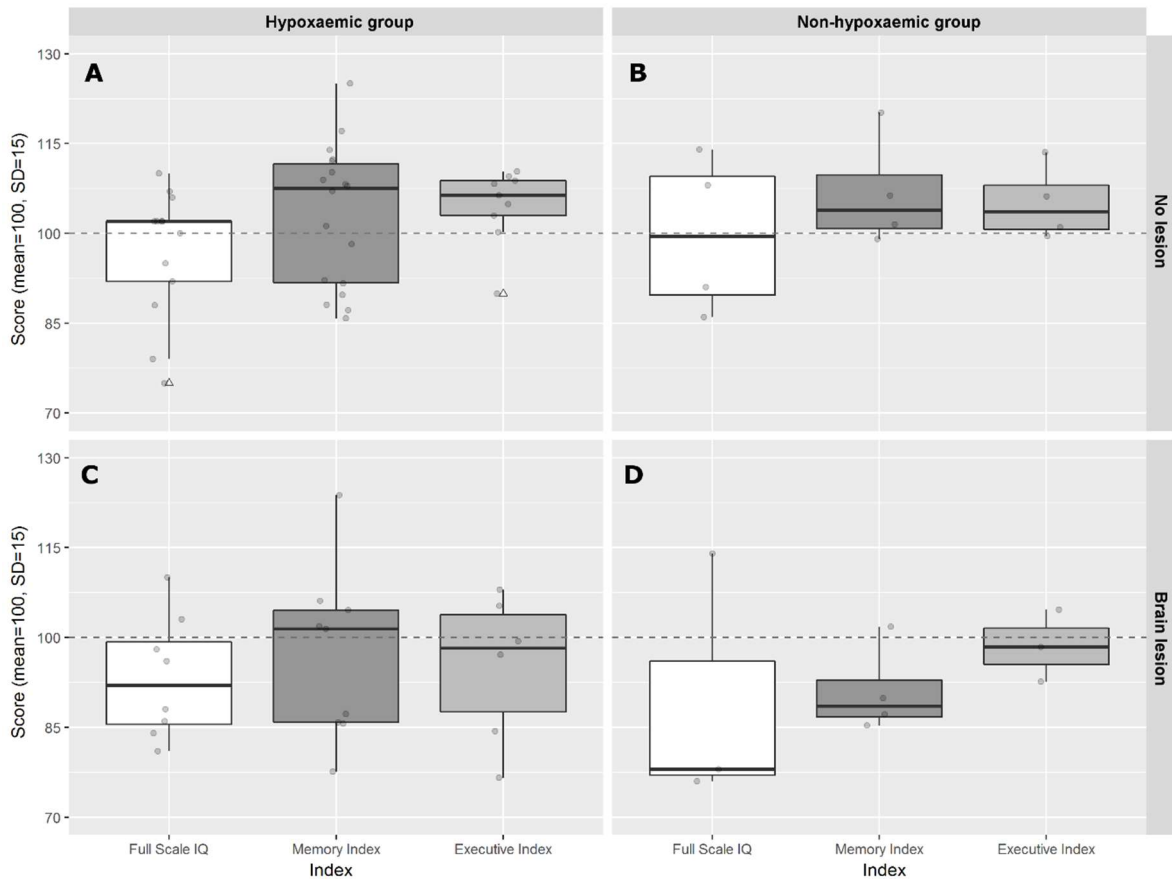 Hypoxaemic group
Non-hypoxaemic group
A
B
130
115
100
85
70
Score (mean=100, SD=15)
No lesion
C
D
130
115
100
85
70
Score (mean=100, SD=15)
Brain lesion
Full Scale IQ
Memory Index
Executive Index
Full Scale IQ
Memory Index
Executive Index
Index
Index